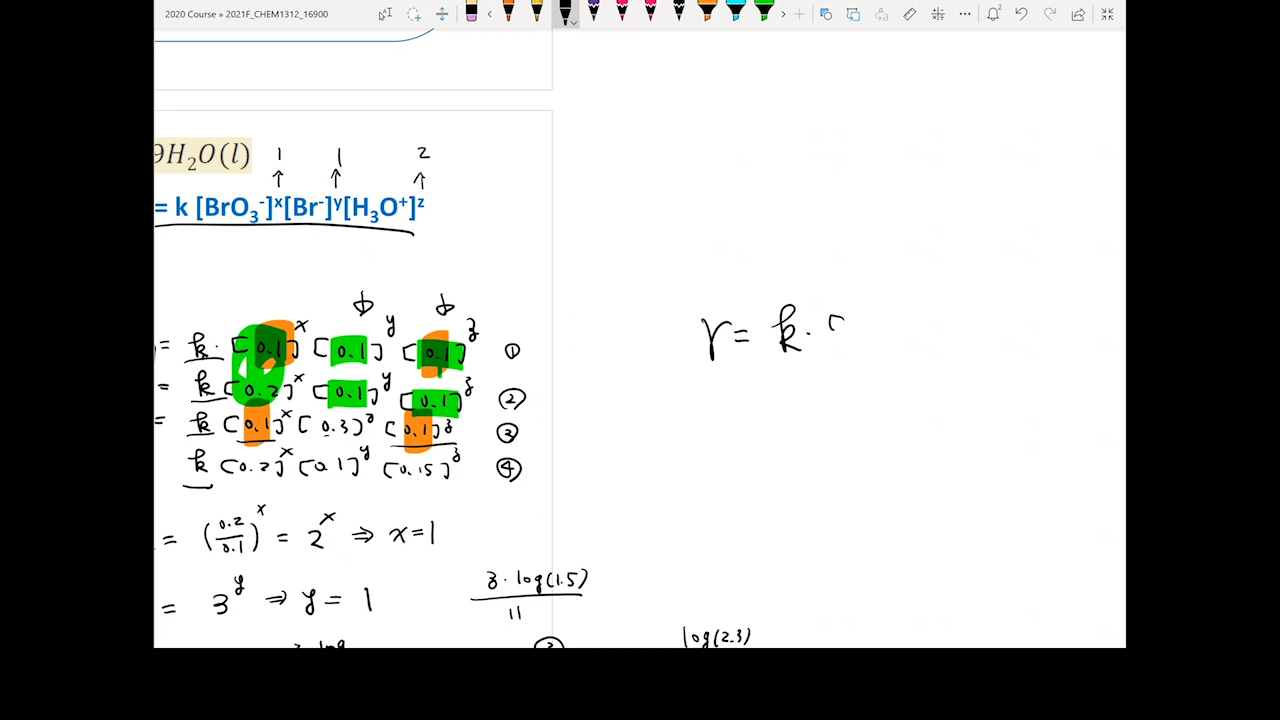 2020 Course » 2021F_CHEM1312_16900
9H₂O(l) 1 1 2
↑ ↑ ↑
= k [BrO₃⁻]ˣ[Br⁻]ʸ[H₃O⁺]ᶻ
= k · [0.1]ˣ [0.1]ʸ [0.1]ᶻ ①
= k [0.2]ˣ [0.1]ʸ [0.1]ᶻ ②
= k [0.1]ˣ [0.3]ᶻ [0.1]ᶻ ③
k [0.2]ˣ [0.1]ʸ [0.15]ᶻ ④
= (0.2/0.1)ˣ = 2ˣ ⇒ x=1
= 3ʸ ⇒ y = 1
z · log(1.5)
log(2.3)
r = k ·